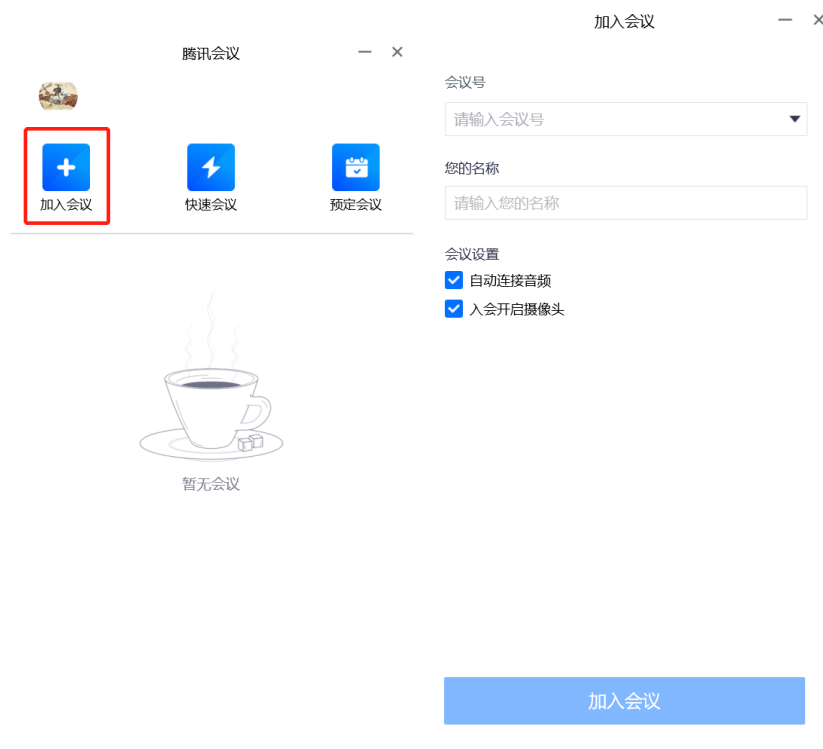 腾讯会议
加入会议
快速会议
预定会议
暂无会议
加入会议
会议号
请输入会议号
您的名称
请输入您的名称
会议设置
自动连接音频
入会开启摄像头
加入会议